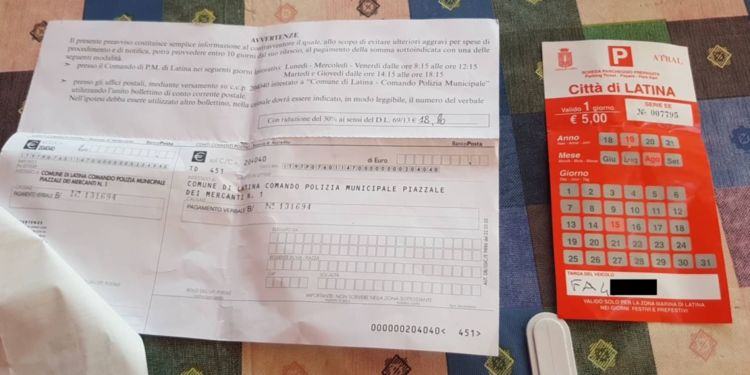 AVVERTENZE
Il presente preavviso costituisce semplice informazione al contravventore il quale, allo scopo di evitare ulteriori aggravi per spese di
procedimento e di notifica, potrà provvedere entro 10 giorni dal suo rilascio, al pagamento della somma sottoindicata con una delle
seguenti modalità
presso il Comando di P.M. di Latina nei seguenti giorni lavorativi: Lunedì - Mercoledì - Venerdì dalle ore 8:15 alle ore 12:15
Martedì e Giovedì dalle ore 14:15 alle ore 18:15
presso gli uffici postali, mediante versamento su c.c.p. 204040 intestato a "Comune di Latina - Comando Polizia Municipale"
utilizzando l'unito bollettino di conto corrente postale.
Nell'ipotesi debba essere utilizzato altro bollettino, nella causale dovrà essere indicato, in modo leggibile, il numero del verbale
Con riduzione del 30% ai sensi del D.L. 69/13 €
BancoPosta
BancoPosta
€
sul C/C n. 204040
di Euro
TD 451
COMUNE DI LATINA COMANDO POLIZIA MUNICIPALE
PIAZZALE DEI MERCANTI N. 1
CAUSALE
PAGAMENTO VERBALE B/ N° 131694
COMUNE DI LATINA COMANDO POLIZIA MUNICIPALE PIAZZALE
DEI MERCANTI N. 1
CAUSALE
PAGAMENTO VERBALE B/ N° 131694
ESEGUITO DA
CAP
LOCALITÀ
IMPORTANTE: NON SCRIVERE NELLA ZONA SOTTOSTANTE
000000204040< 451>
P
ATRAL
SCHEDA PARCHEGGIO PREPAGATA
Città di LATINA
Valido 1 giorno
€ 5,00
SERIE EE
N° 007795
Anno
18 19 20 21
Mese
Giu Lug Ago Set
Giorno
1 2 3 4 5 6
7 8 9 10 11 12
13 14 15 16 17 18
19 20 21 22 23 24
25 26 27 28 29 30 31
TARGA DEL VEICOLO
FA4
VALIDO SOLO PER LA ZONA MARINA DI LATINA
NEI GIORNI FESTIVI E PREFESTIVI